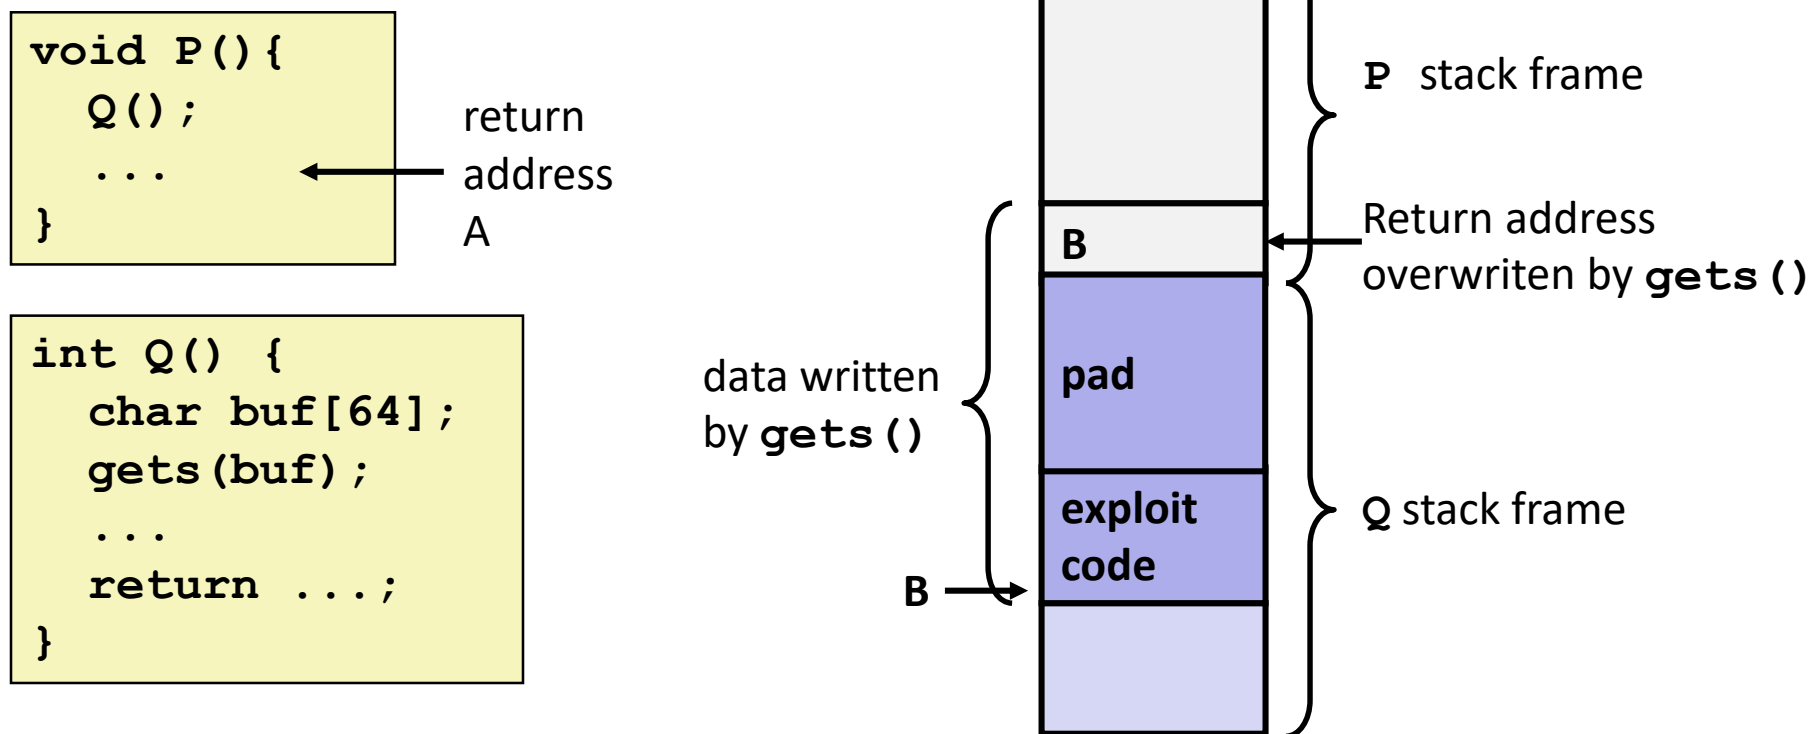 void P(){
  Q();
  ...
}
return
address
A
int Q() {
  char buf[64];
  gets(buf);
  ...
  return ...;
}
data written
by gets()
B
B
pad
exploit
code
P stack frame
Return address
overwriten by gets()
Q stack frame